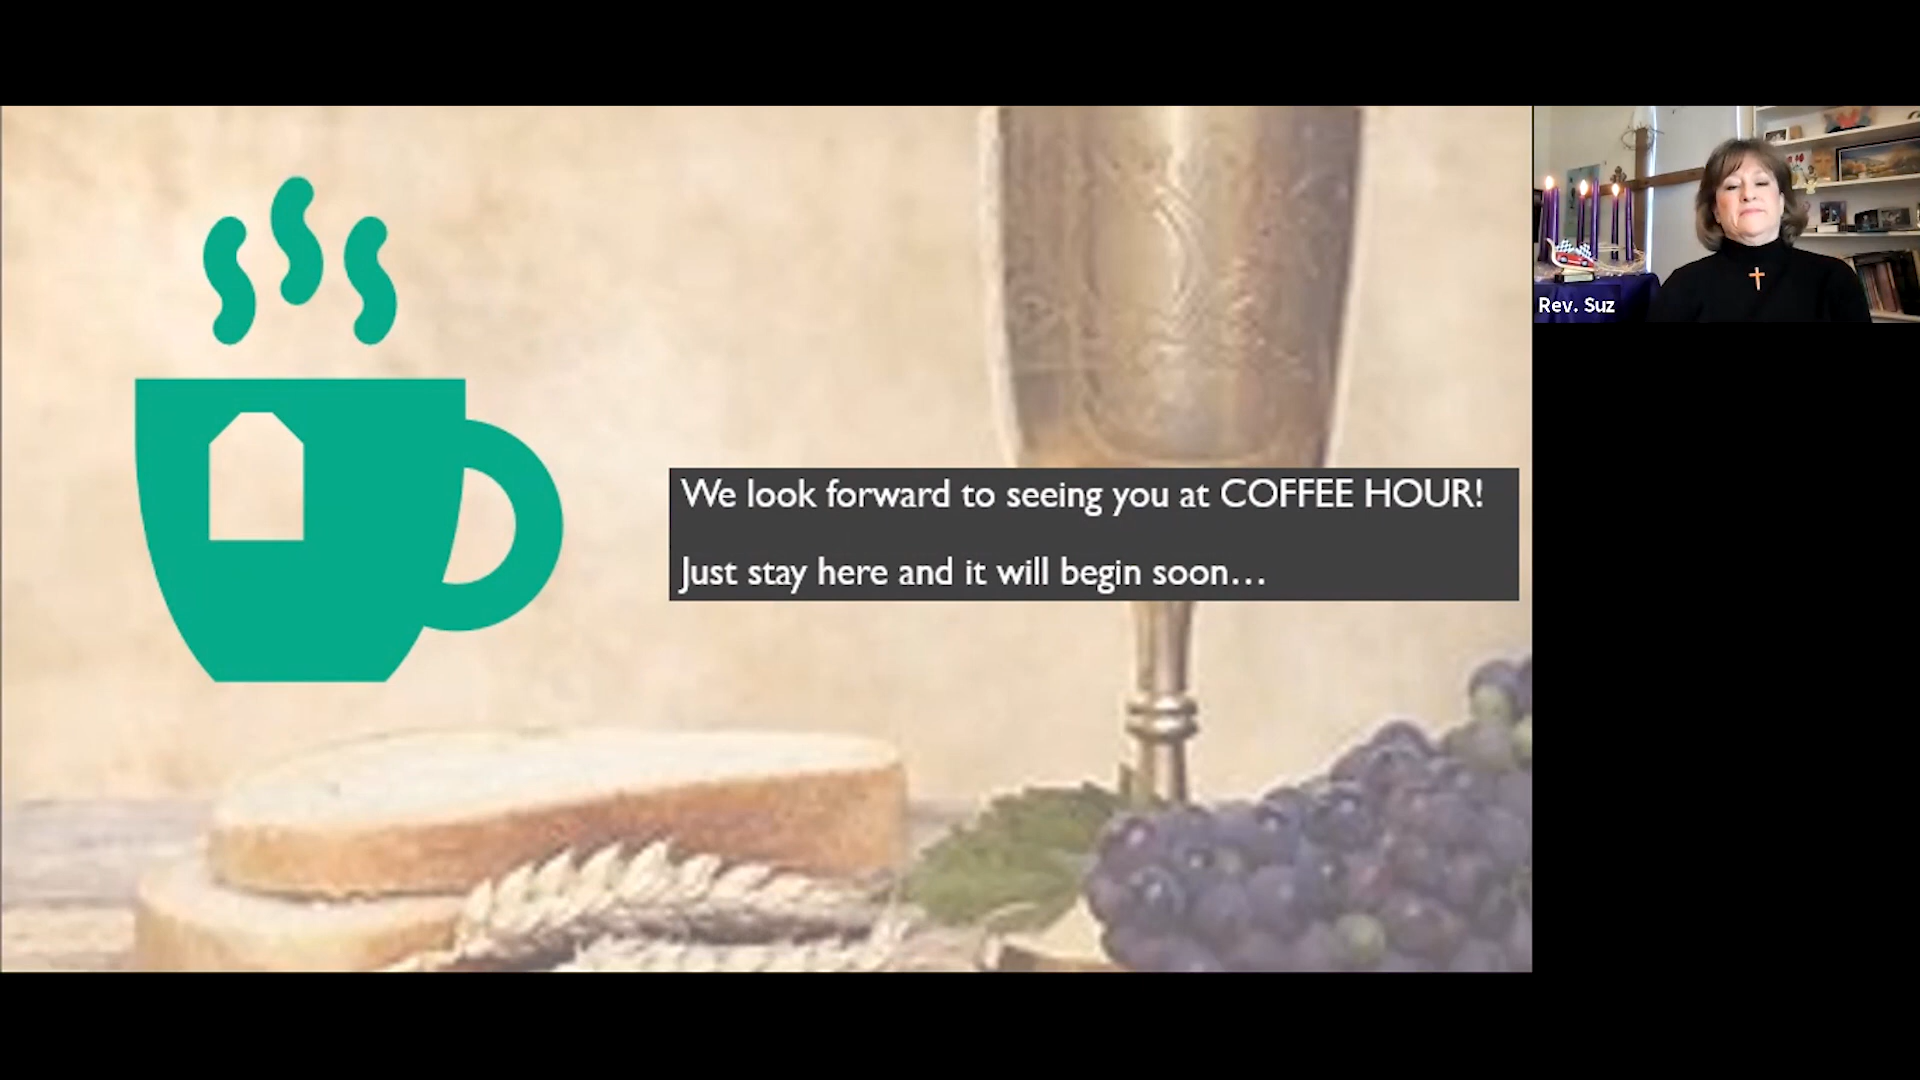 We look forward to seeing you at COFFEE HOUR!
Just stay here and it will begin soon…
Rev. Suz